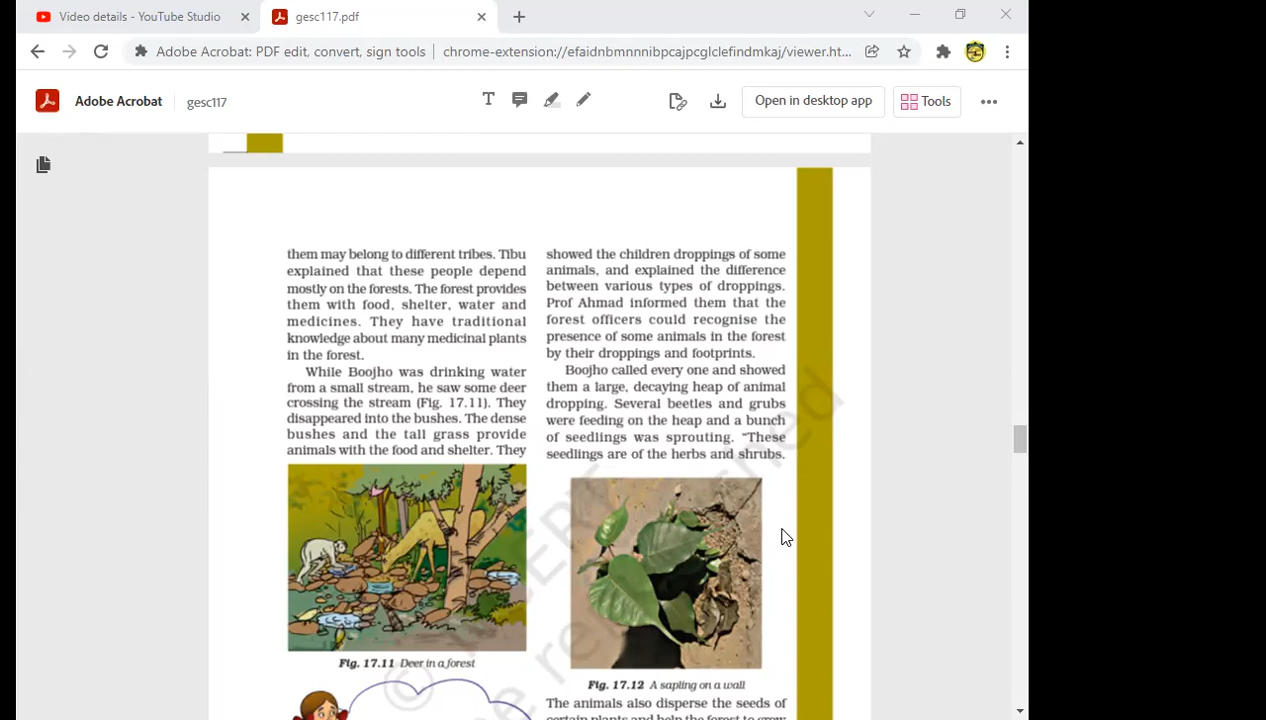 Video details - YouTube Studio
gesc117.pdf
Adobe Acrobat: PDF edit, convert, sign tools
chrome-extension://efaidnbmnnnibpcajpcglclefindmkaj/viewer.ht...
Adobe Acrobat
gesc117
T
Open in desktop app
Tools
them may belong to different tribes. Tibu
explained that these people depend
mostly on the forests. The forest provides
them with food, shelter, water and
medicines. They have traditional
knowledge about many medicinal plants
in the forest.
While Boojho was drinking water
from a small stream, he saw some deer
crossing the stream (Fig. 17.11). They
disappeared into the bushes. The dense
bushes and the tall grass provide
animals with the food and shelter. They
Fig. 17.11 Deer in a forest
showed the children droppings of some
animals, and explained the difference
between various types of droppings.
Prof Ahmad informed them that the
forest officers could recognise the
presence of some animals in the forest
by their droppings and footprints.
Boojho called every one and showed
them a large, decaying heap of animal
dropping. Several beetles and grubs
were feeding on the heap and a bunch
of seedlings was sprouting. “These
seedlings are of the herbs and shrubs.
Fig. 17.12 A sapling on a wall
The animals also disperse the seeds of
certain plants and help the forest to grow